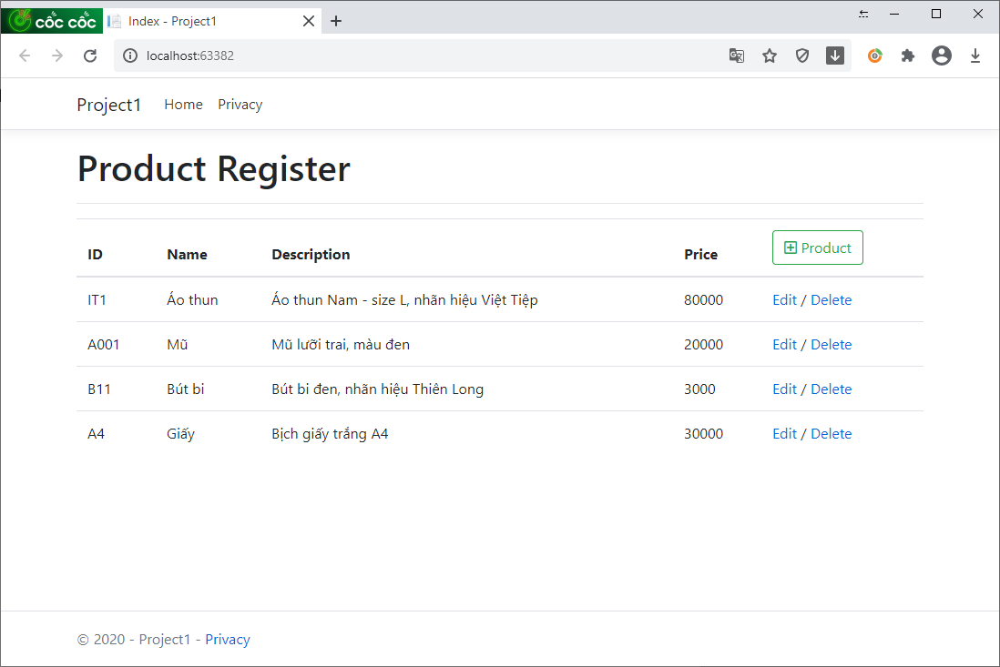 cốc cốc Index - Project1
localhost:63382
Project1 Home Privacy
Product Register
ID Name Description Price Product
IT1 Áo thun Áo thun Nam - size L, nhãn hiệu Việt Tiệp 80000 Edit / Delete
A001 Mũ Mũ lưỡi trai, màu đen 20000 Edit / Delete
B11 Bút bi Bút bi đen, nhãn hiệu Thiên Long 3000 Edit / Delete
A4 Giấy Bịch giấy trắng A4 30000 Edit / Delete
© 2020 - Project1 - Privacy